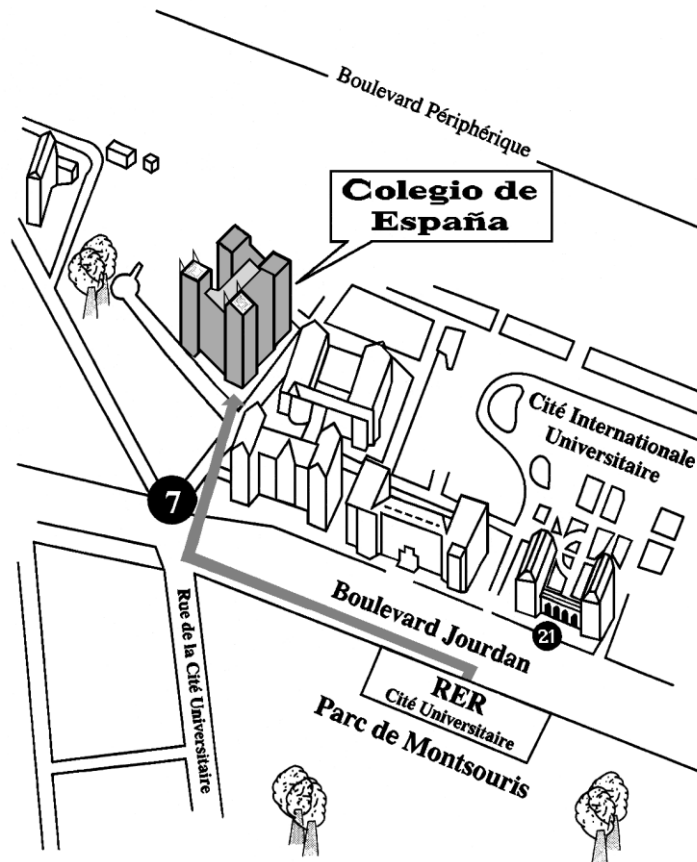 Boulevard Périphérique
Colegio de
España
Cité Internationale
Universitaire
7
21
Boulevard Jourdan
RER
Cité Universitaire
Parc de Montsouris
Rue de la Cité Universitaire